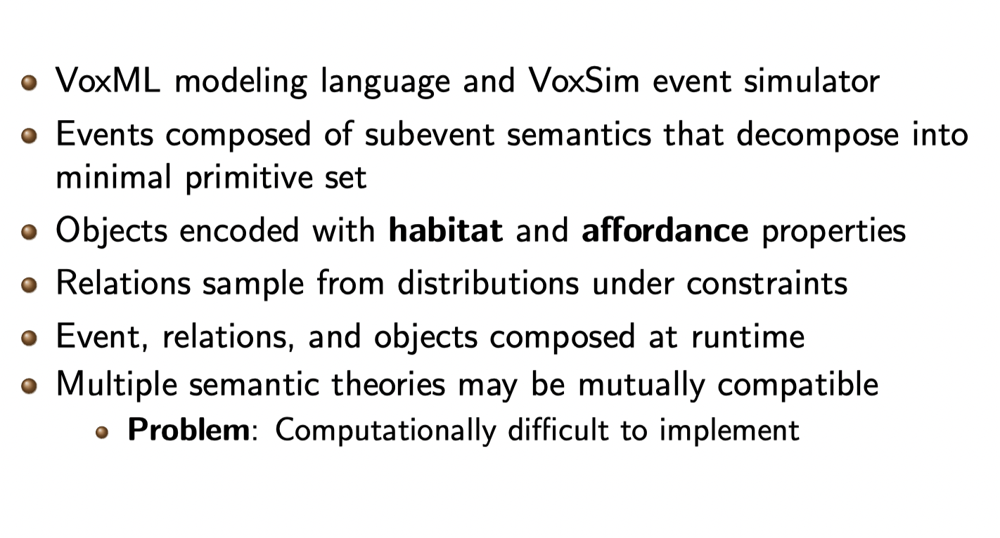 VoxML modeling language and VoxSim event simulator
Events composed of subevent semantics that decompose into
minimal primitive set
Objects encoded with habitat and affordance properties
Relations sample from distributions under constraints
Event, relations, and objects composed at runtime
Multiple semantic theories may be mutually compatible
Problem: Computationally difficult to implement